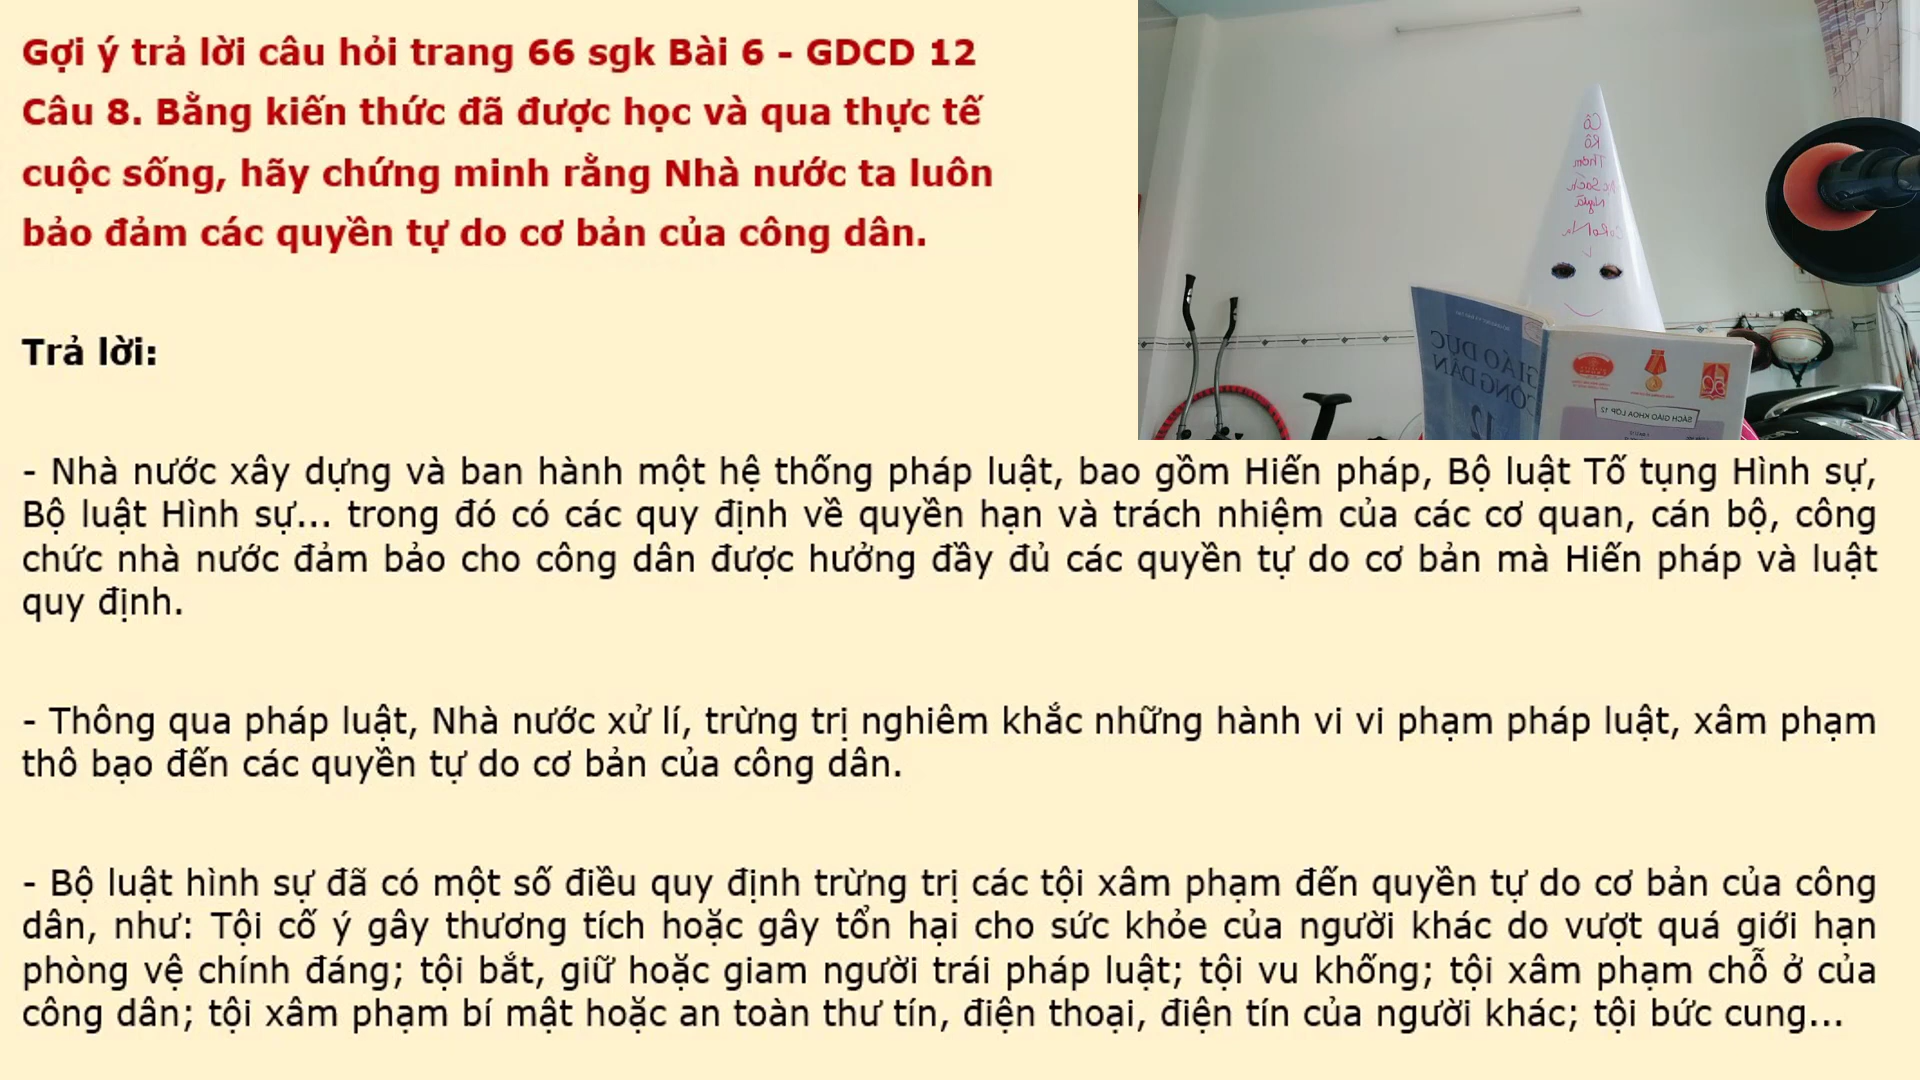 Gợi ý trả lời câu hỏi trang 66 sgk Bài 6 - GDCD 12
Câu 8. Bằng kiến thức đã được học và qua thực tế
cuộc sống, hãy chứng minh rằng Nhà nước ta luôn
bảo đảm các quyền tự do cơ bản của công dân.
Trả lời:
Cô
Rô
Thơm
Sách
Nghĩa
CoRoNa
GIÁO DỤC
CÔNG DÂN
12
SÁCH GIÁO KHOA LỚP 12
- Nhà nước xây dựng và ban hành một hệ thống pháp luật, bao gồm Hiến pháp, Bộ luật Tố tụng Hình sự,
Bộ luật Hình sự... trong đó có các quy định về quyền hạn và trách nhiệm của các cơ quan, cán bộ, công
chức nhà nước đảm bảo cho công dân được hưởng đầy đủ các quyền tự do cơ bản mà Hiến pháp và luật
quy định.
- Thông qua pháp luật, Nhà nước xử lí, trừng trị nghiêm khắc những hành vi vi phạm pháp luật, xâm phạm
thô bạo đến các quyền tự do cơ bản của công dân.
- Bộ luật hình sự đã có một số điều quy định trừng trị các tội xâm phạm đến quyền tự do cơ bản của công
dân, như: Tội cố ý gây thương tích hoặc gây tổn hại cho sức khỏe của người khác do vượt quá giới hạn
phòng vệ chính đáng; tội bắt, giữ hoặc giam người trái pháp luật; tội vu khống; tội xâm phạm chỗ ở của
công dân; tội xâm phạm bí mật hoặc an toàn thư tín, điện thoại, điện tín của người khác; tội bức cung...